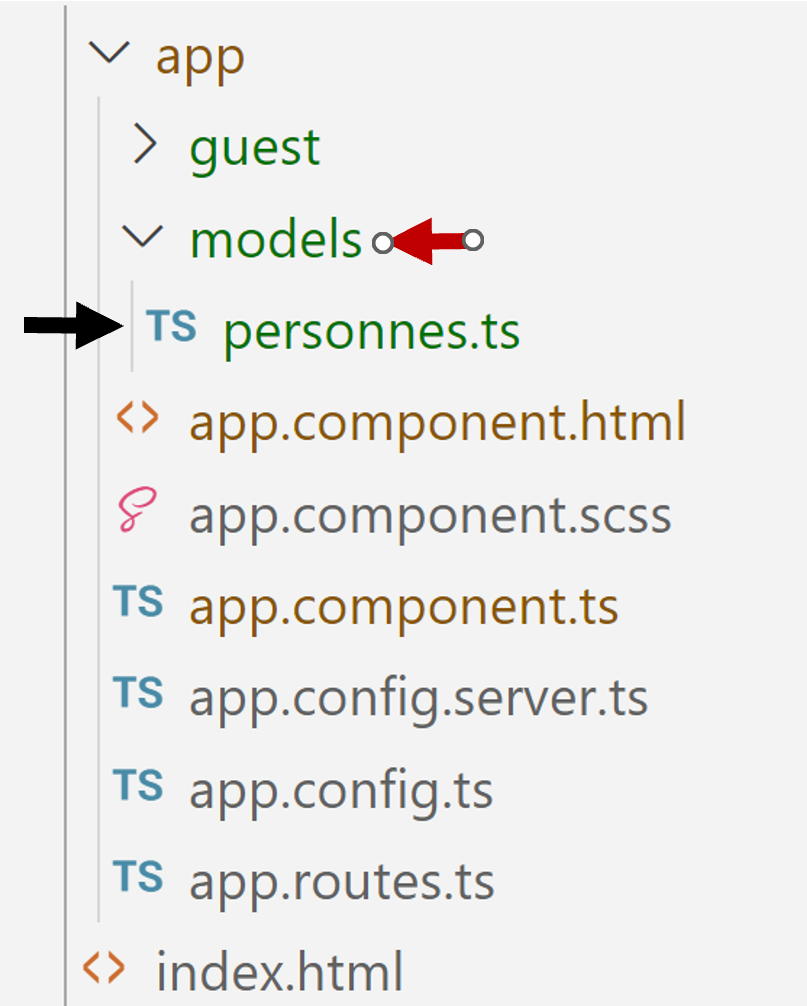 app
guest
models
TS personnes.ts
app.component.html
app.component.scss
TS app.component.ts
TS app.config.server.ts
TS app.config.ts
TS app.routes.ts
index.html